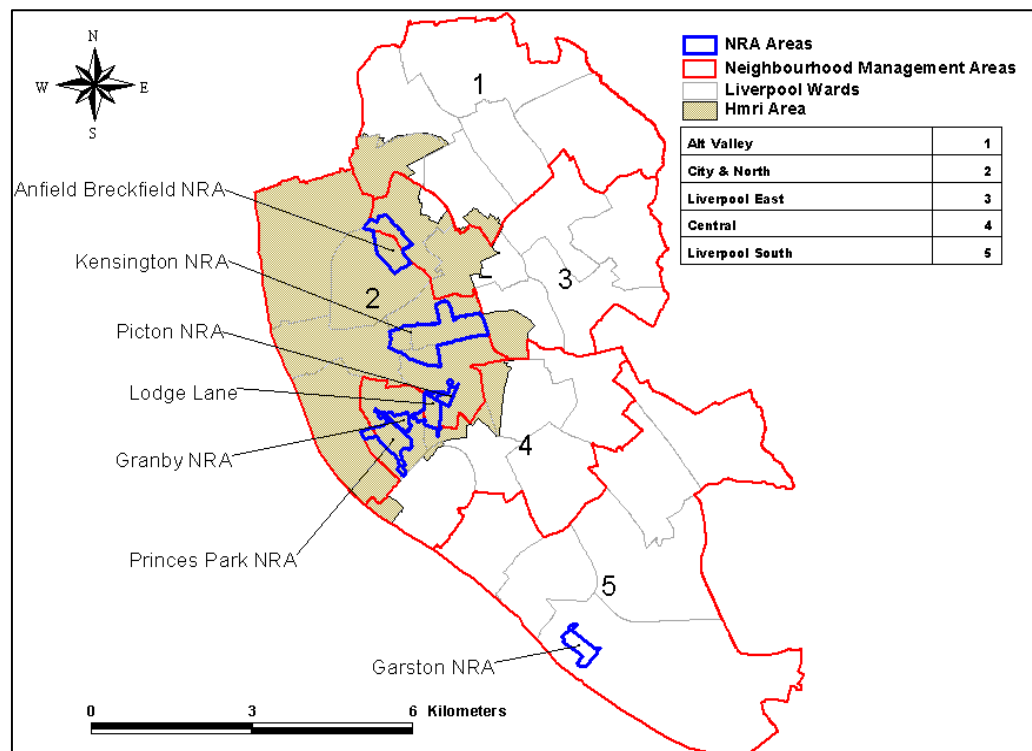 N
W E
S
NRA Areas
Neighbourhood Management Areas
Liverpool Wards
Hmri Area
Alt Valley 1
City & North 2
Liverpool East 3
Central 4
Liverpool South 5
1
Anfield Breckfield NRA
Kensington NRA
2
3
Picton NRA
Lodge Lane
Granby NRA
4
Princes Park NRA
5
Garston NRA
0 3 6 Kilometers